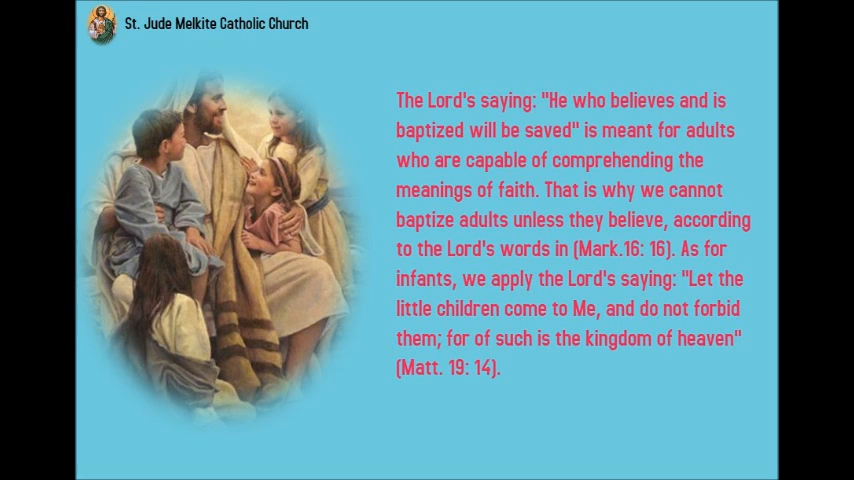 St. Jude Melkite Catholic Church
The Lord's saying: "He who believes and is
baptized will be saved" is meant for adults
who are capable of comprehending the
meanings of faith. That is why we cannot
baptize adults unless they believe, according
to the Lord's words in (Mark.16: 16). As for
infants, we apply the Lord's saying: "Let the
little children come to Me, and do not forbid
them; for of such is the kingdom of heaven"
(Matt. 19: 14).